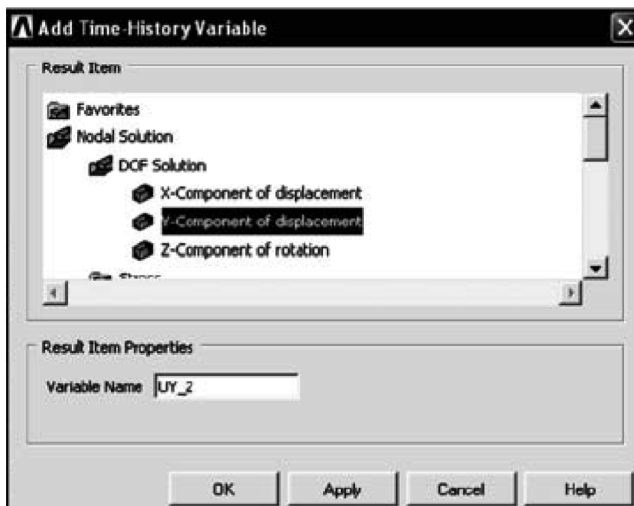 Add Time-History Variable
Result Item
Favorites
Nodal Solution
DOF Solution
X-Component of displacement
Y-Component of displacement
Z-Component of rotation
Stress
Result Item Properties
Variable Name UY_2
OK Apply Cancel Help